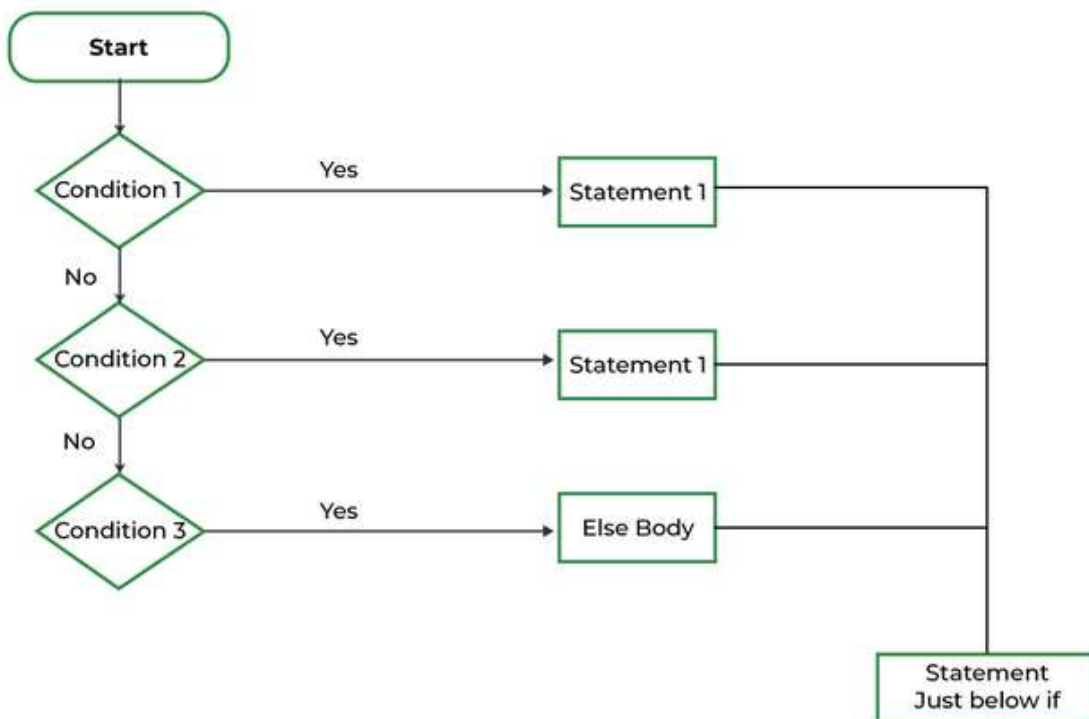 Start
Condition 1
Yes
Statement 1
No
Condition 2
Yes
Statement 1
No
Condition 3
Yes
Else Body
Statement
Just below if